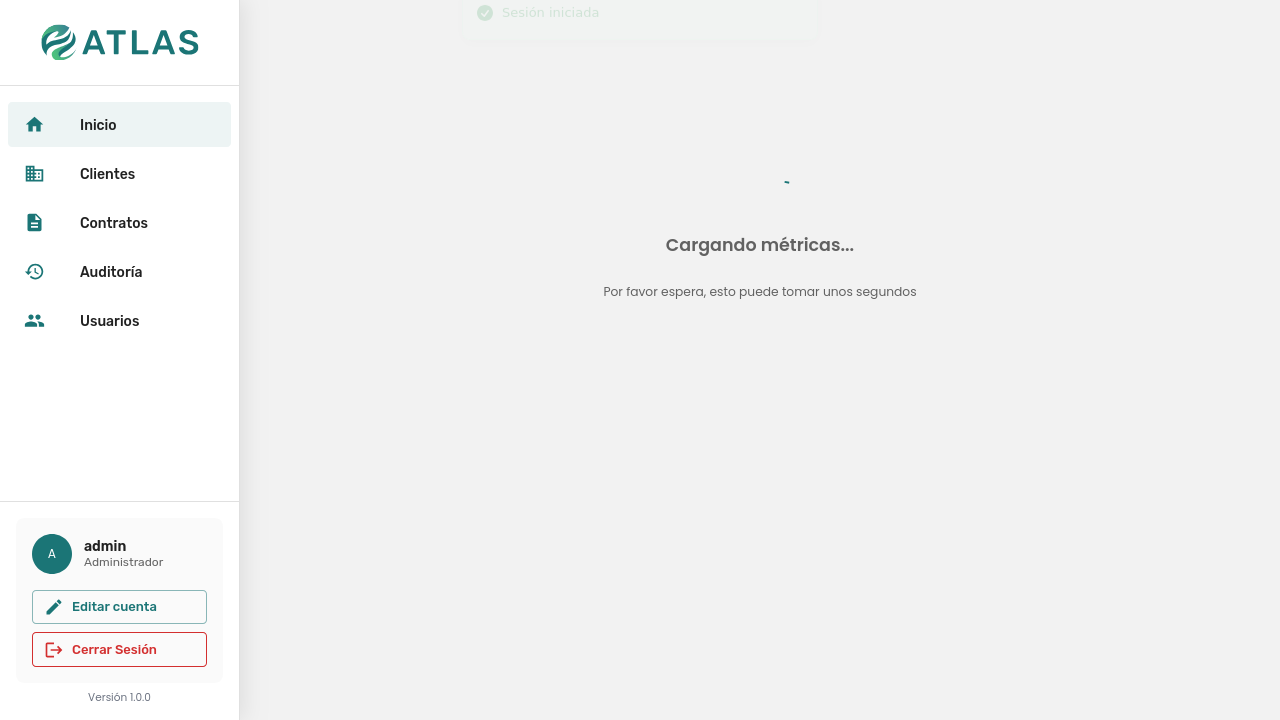 ATLAS
Inicio
Clientes
Contratos
Auditoría
Usuarios
A
admin
Administrador
Editar cuenta
Cerrar Sesión
Versión 1.0.0
Sesión iniciada
Cargando métricas...
Por favor espera, esto puede tomar unos segundos